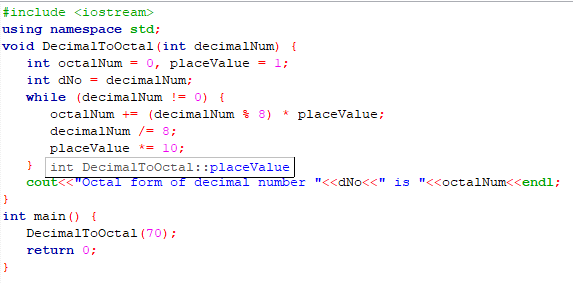 #include <iostream>
using namespace std;
void DecimalToOctal(int decimalNum) {
   int octalNum = 0, placeValue = 1;
   int dNo = decimalNum;
   while (decimalNum != 0) {
      octalNum += (decimalNum % 8) * placeValue;
      decimalNum /= 8;
      placeValue *= 10;
   } int DecimalToOctal::placeValue
   cout<<"Octal form of decimal number "<<dNo<<" is "<<octalNum<<endl;
}
int main() {
   DecimalToOctal(70);
   return 0;
}